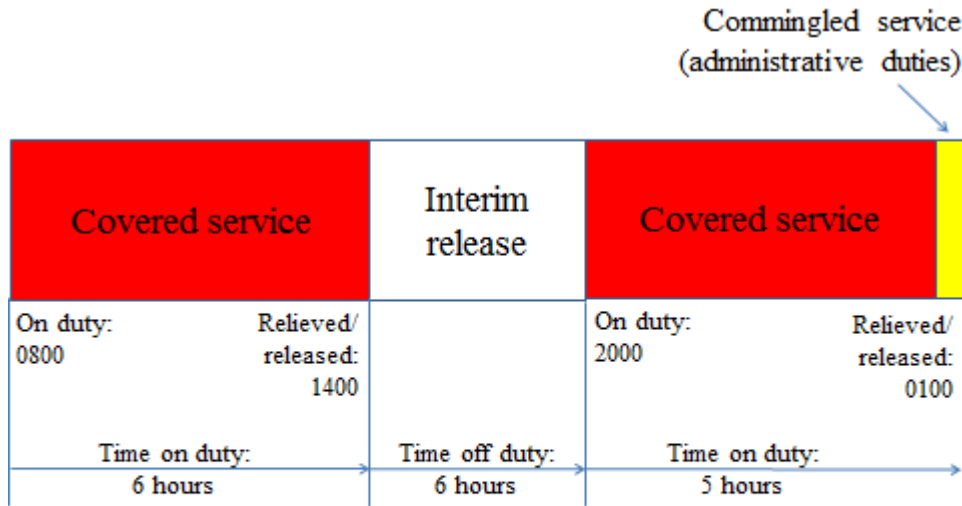 Commingled service
(administrative duties)
Covered service
Interim
release
Covered service
On duty:
0800
Relieved/
released:
1400
On duty:
2000
Relieved/
released:
0100
Time on duty:
6 hours
Time off duty:
6 hours
Time on duty:
5 hours